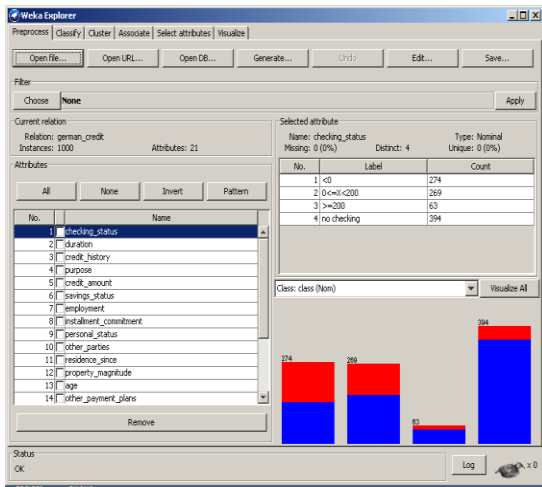 Weka Explorer
Preprocess Classify Cluster Associate Select attributes Visualize
Open file... Open URL... Open DB... Generate... Undo Edit... Save...
Filter
Choose None Apply
Current relation
Relation: german_credit
Instances: 1000 Attributes: 21
Attributes
All None Invert Pattern
No. Name
1 checking_status
2 duration
3 credit_history
4 purpose
5 credit_amount
6 savings_status
7 employment
8 installment_commitment
9 personal_status
10 other_parties
11 residence_since
12 property_magnitude
13 age
14 other_payment_plans
Remove
Selected attribute
Name: checking_status Type: Nominal
Missing: 0 (0%) Distinct: 4 Unique: 0 (0%)
No. Label Count
1 <0 274
2 0<=X<200 269
3 >=200 63
4 no checking 394
Class: class (Nom) Visualize All
274 269 63 394
Status
OK
Log x 0